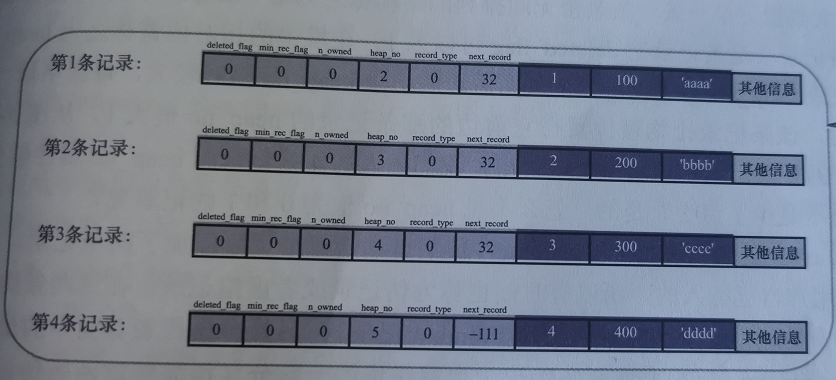 deleted_flag min_rec_flag n_owned heap_no record_type next_record
第1条记录: 0 0 0 2 0 32 1 100 'aaaa' 其他信息
deleted_flag min_rec_flag n_owned heap_no record_type next_record
第2条记录: 0 0 0 3 0 32 2 200 'bbbb' 其他信息
deleted_flag min_rec_flag n_owned heap_no record_type next_record
第3条记录: 0 0 0 4 0 32 3 300 'cccc' 其他信息
deleted_flag min_rec_flag n_owned heap_no record_type next_record
第4条记录: 0 0 0 5 0 −111 4 400 'dddd' 其他信息